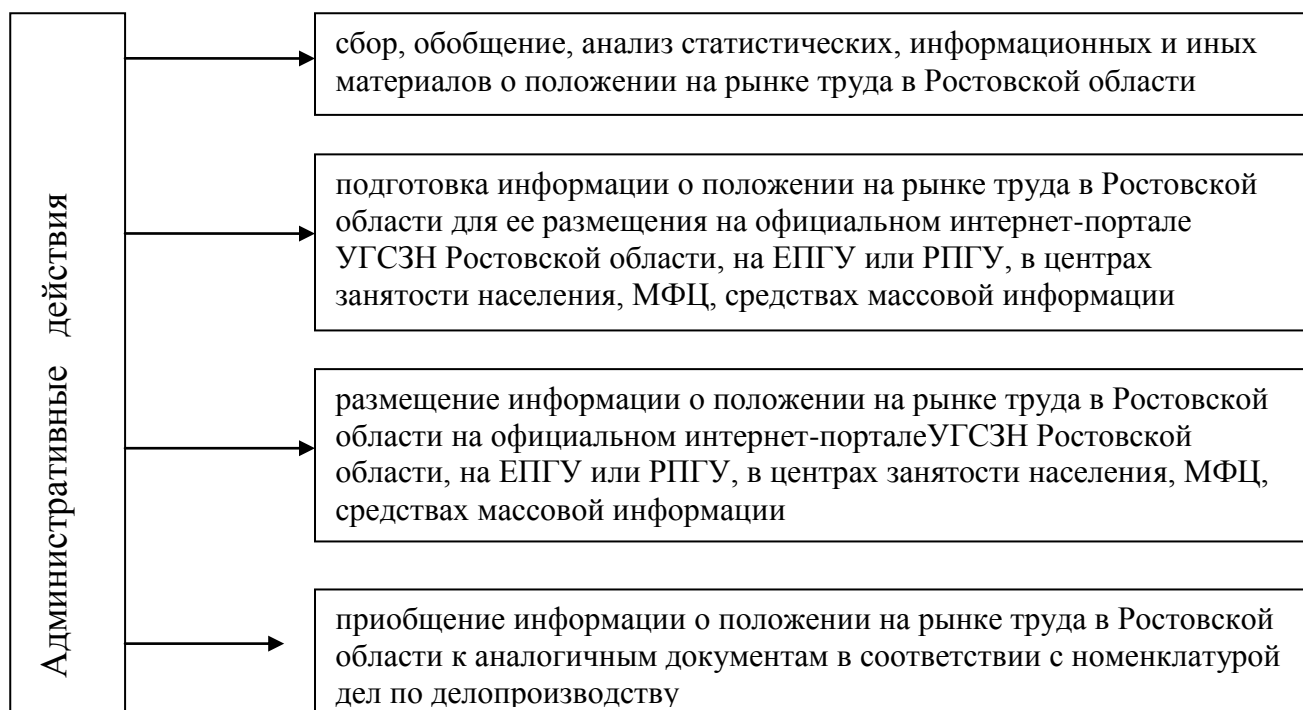 Административные действия
сбор, обобщение, анализ статистических, информационных и иных
материалов о положении на рынке труда в Ростовской области
подготовка информации о положении на рынке труда в Ростовской
области для ее размещения на официальном интернет-портале
УГСЗН Ростовской области, на ЕПГУ или РПГУ, в центрах
занятости населения, МФЦ, средствах массовой информации
размещение информации о положении на рынке труда в Ростовской
области на официальном интернет-порталеУГСЗН Ростовской
области, на ЕПГУ или РПГУ, в центрах занятости населения, МФЦ,
средствах массовой информации
приобщение информации о положении на рынке труда в Ростовской
области к аналогичным документам в соответствии с номенклатурой
дел по делопроизводству